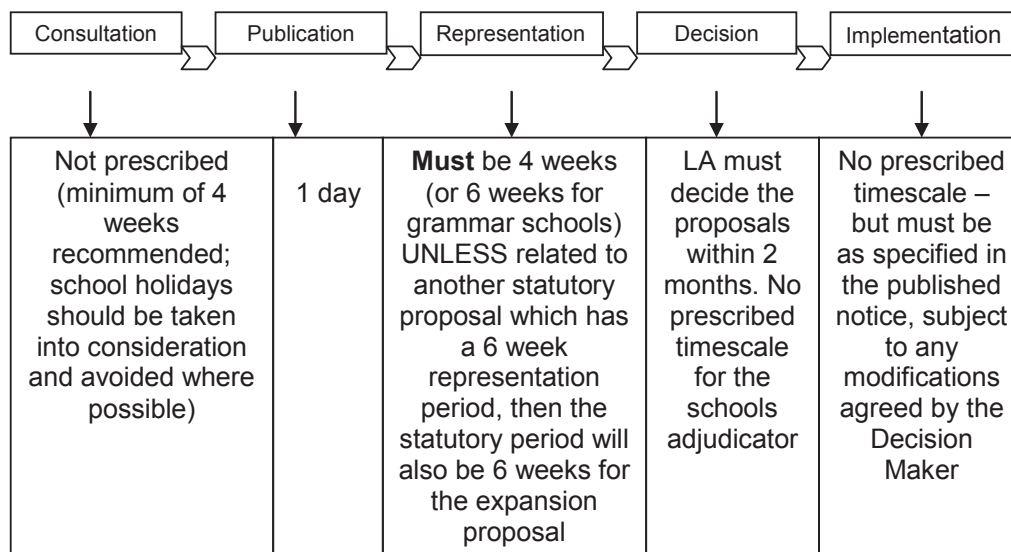 Consultation
Publication
Representation
Decision
Implementation
Not prescribed
(minimum of 4
weeks
recommended;
school holidays
should be taken
into consideration
and avoided where
possible)
1 day
Must be 4 weeks
(or 6 weeks for
grammar schools)
UNLESS related to
another statutory
proposal which has
a 6 week
representation
period, then the
statutory period will
also be 6 weeks for
the expansion
proposal
LA must
decide the
proposals
within 2
months. No
prescribed
timescale
for the
schools
adjudicator
No prescribed
timescale –
but must be
as specified in
the published
notice, subject
to any
modifications
agreed by the
Decision
Maker